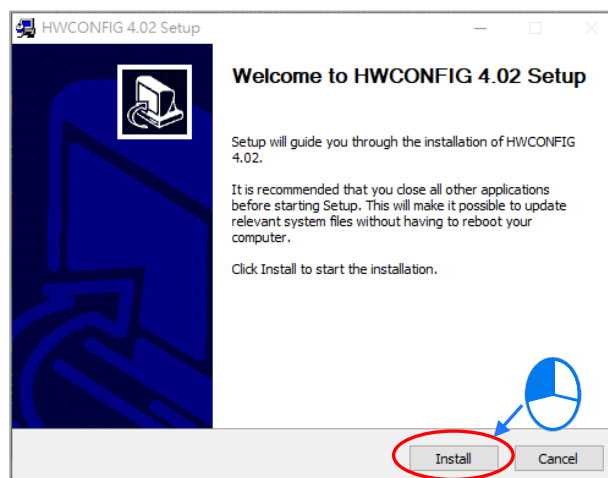 HWCONFIG 4.02 Setup
Welcome to HWCONFIG 4.02 Setup
Setup will guide you through the installation of HWCONFIG
4.02.
It is recommended that you close all other applications
before starting Setup. This will make it possible to update
relevant system files without having to reboot your
computer.
Click Install to start the installation.
Install
Cancel